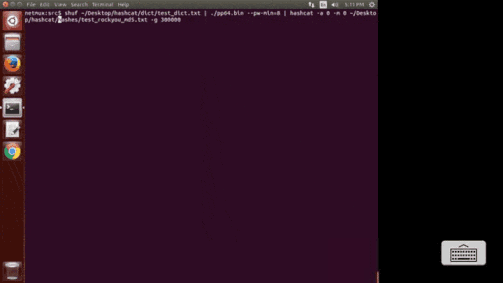 File Edit View Search Terminal Help
5:11 PM
netmux:src$ shuf ~/Desktop/hashcat/dict/test_dict.txt | ./pp64.bin --pw-min=8 | hashcat -a 0 -m 0 ~/Deskto
p/hashcat/hashes/test_rockyou_md5.txt -g 300000